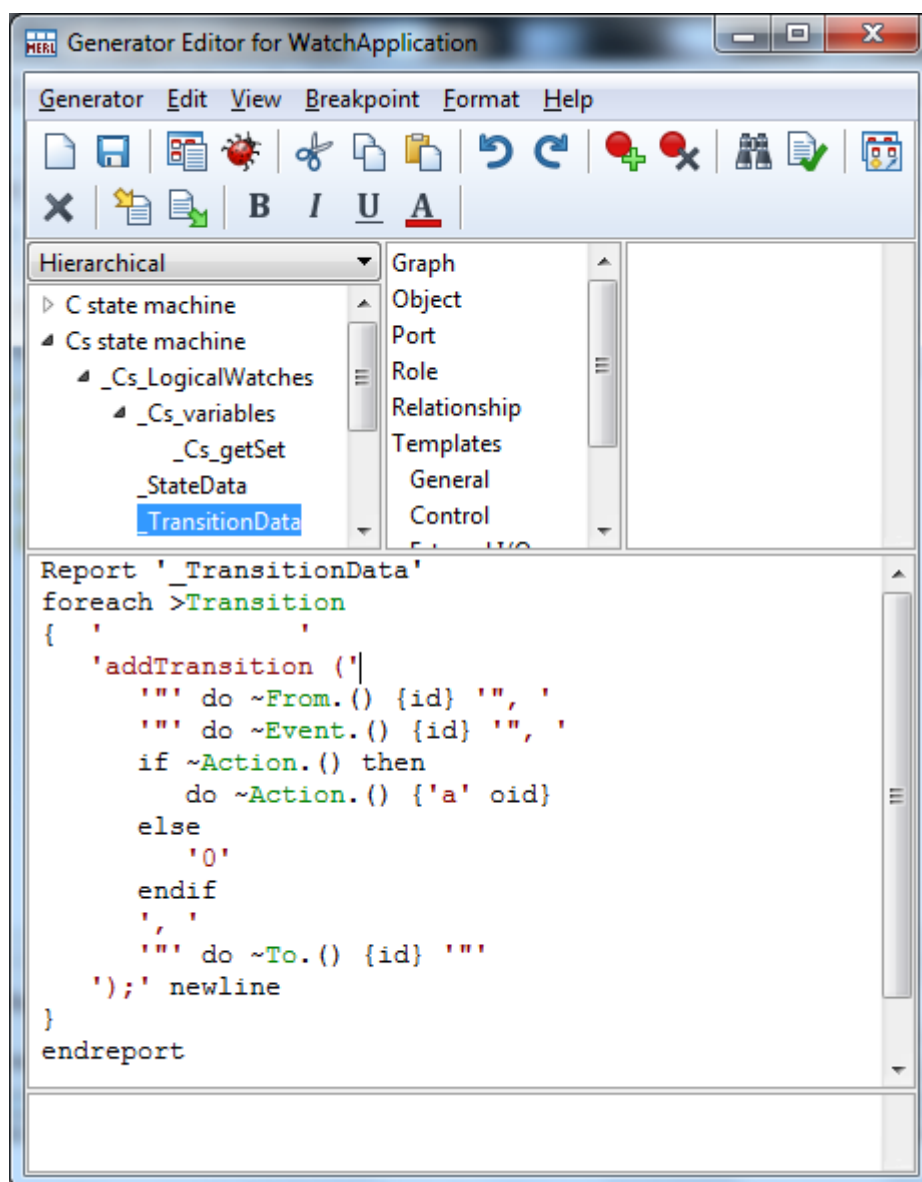 MERL Generator Editor for WatchApplication
Generator Edit View Breakpoint Format Help
B I U A
Hierarchical
C state machine
Cs state machine
_Cs_LogicalWatches
_Cs_variables
_Cs_getSet
_StateData
_TransitionData
Graph
Object
Port
Role
Relationship
Templates
General
Control
Report '_TransitionData'
foreach >Transition
{  '             '
   'addTransition ('
      '"' do ~From.() {id} '", '
      '"' do ~Event.() {id} '", '
      if ~Action.() then
         do ~Action.() {'a' oid}
      else
         '0'
      endif
      ', '
      '"' do ~To.() {id} '"'
   ');' newline
}
endreport